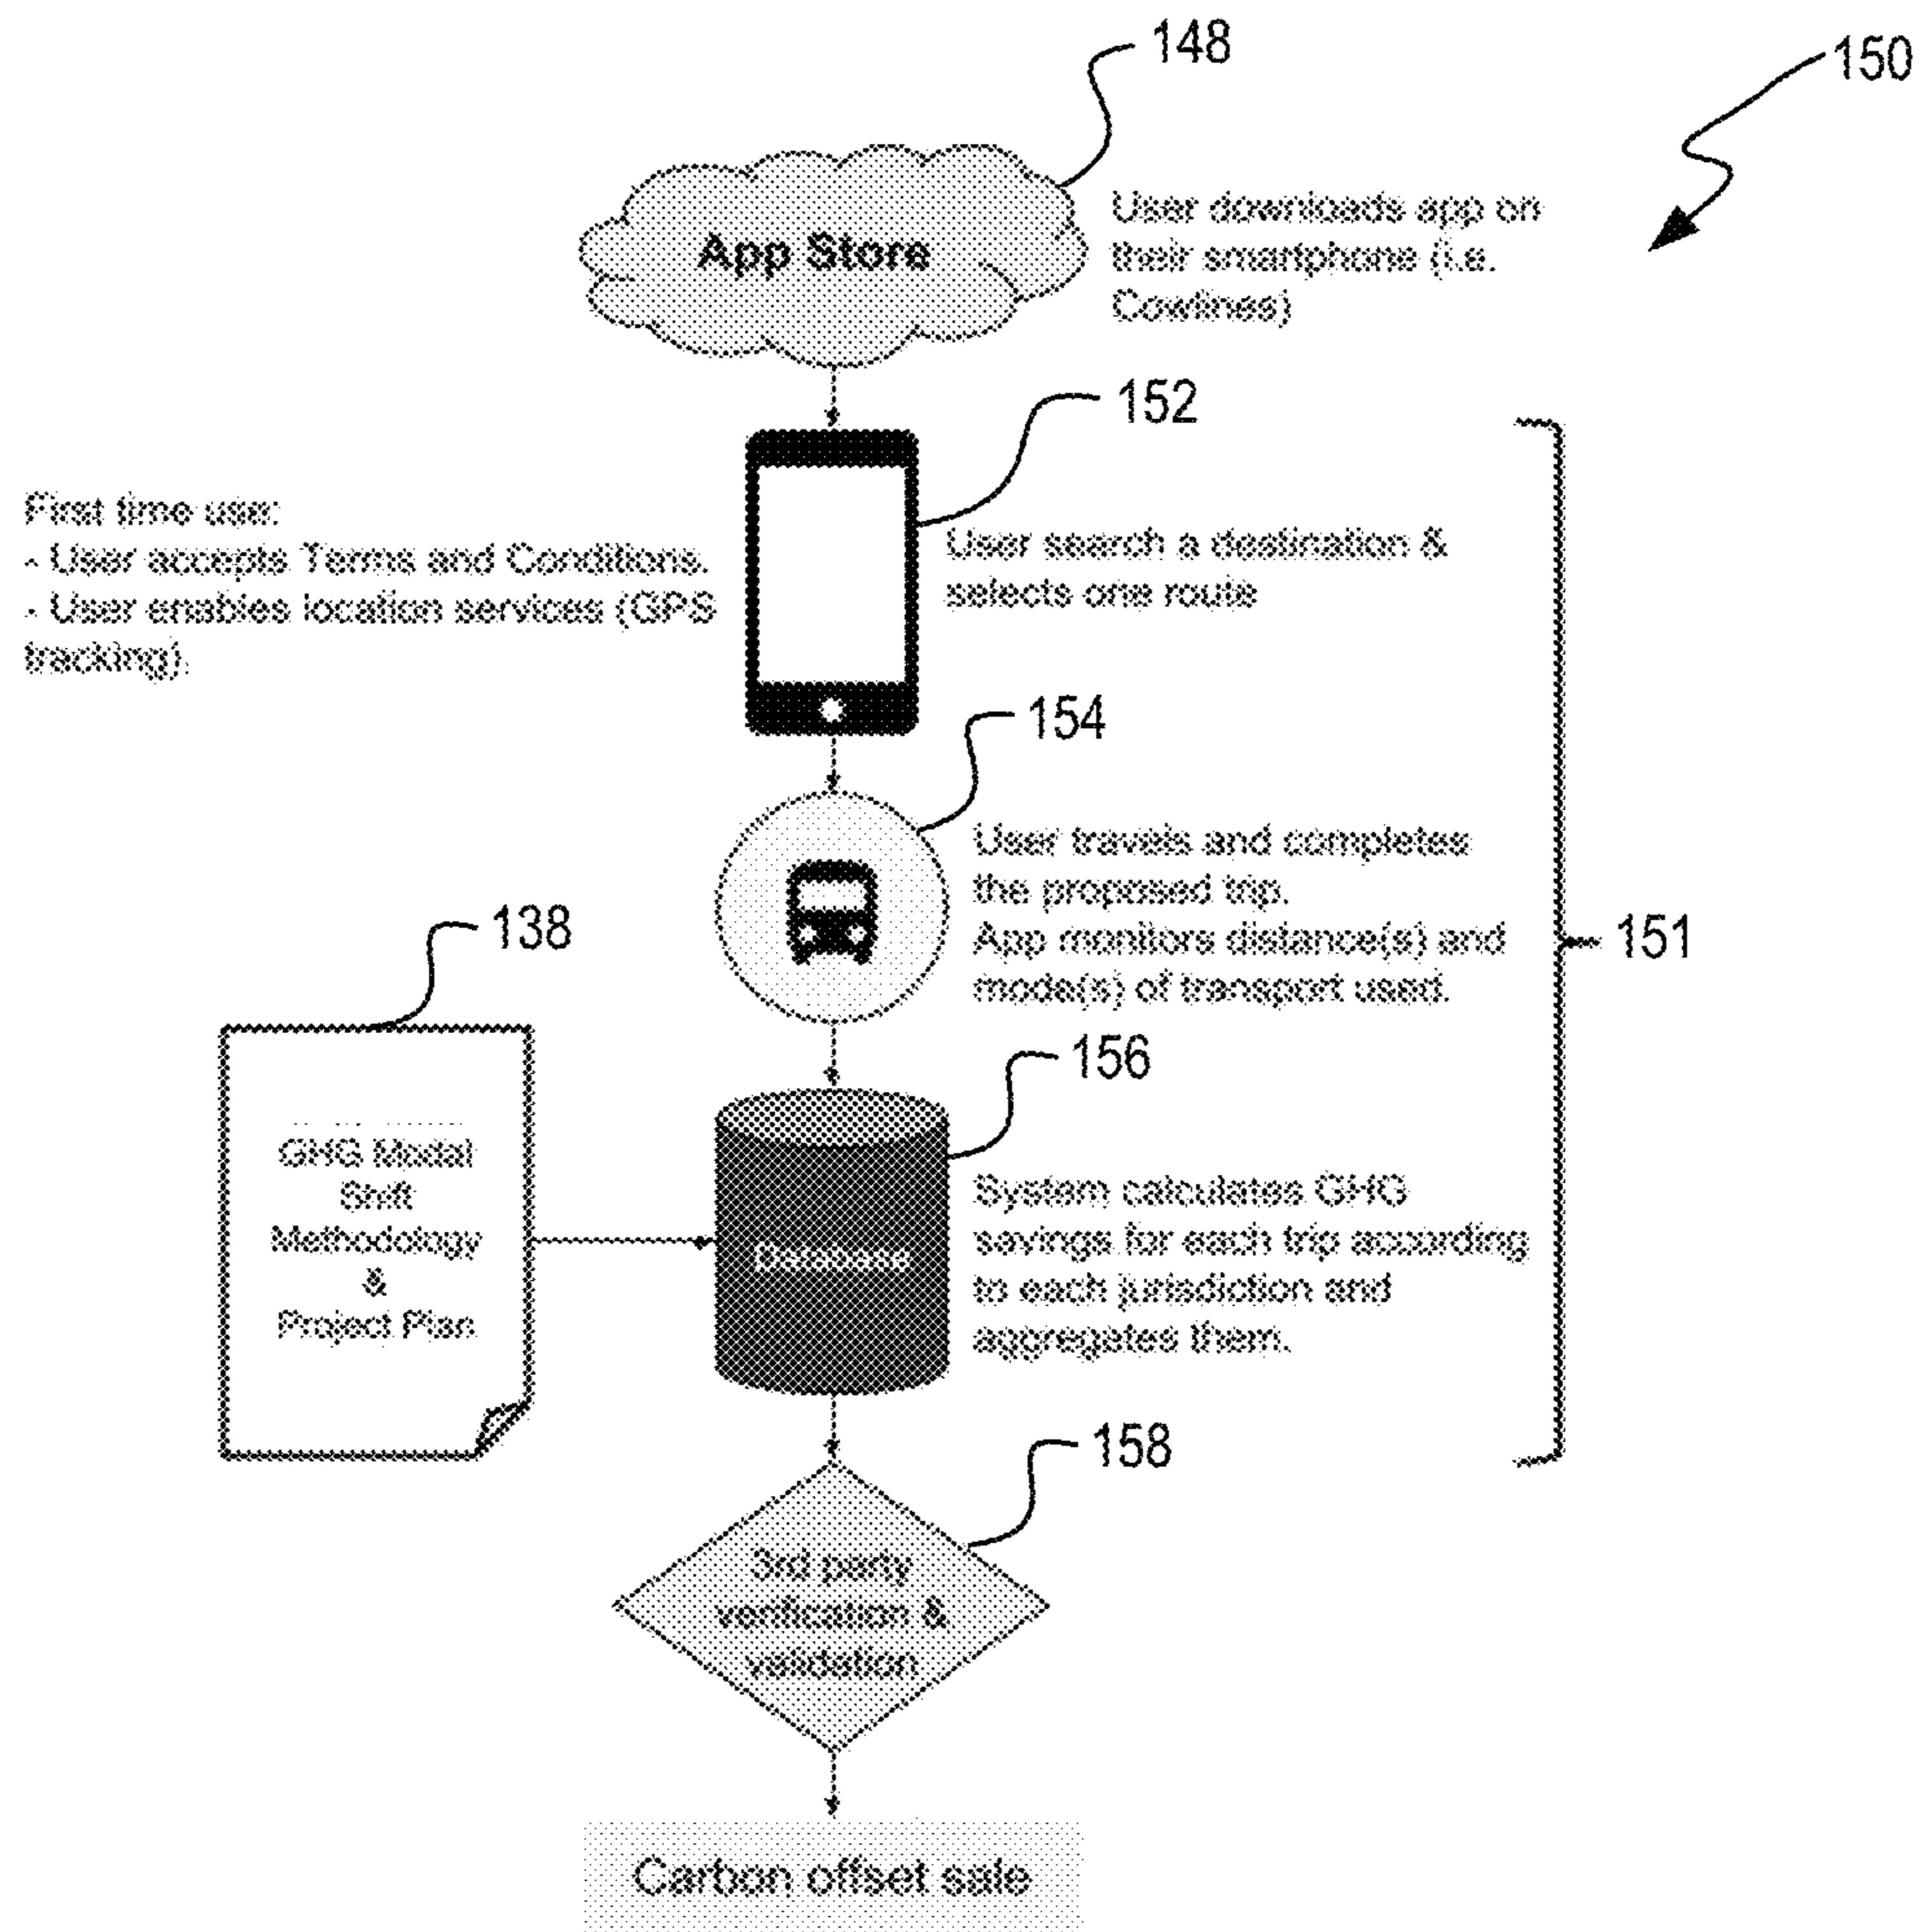 148
150
App Store
User downloads app on
their smartphone (i.e.
Cowlines)
152
First time use:
- User accepts Terms and Conditions.
- User enables location services (GPS
tracking).
User search a destination &
selects one route
154
User travels and completes
the proposed trip.
App monitors distance(s) and
mode(s) of transport used.
151
138
GHG Modal
Shift
Methodology
&
Project Plan
156
Database
System calculates GHG
savings for each trip according
to each jurisdiction and
aggregates them.
158
3rd party
verification &
validation
Carbon offset sale